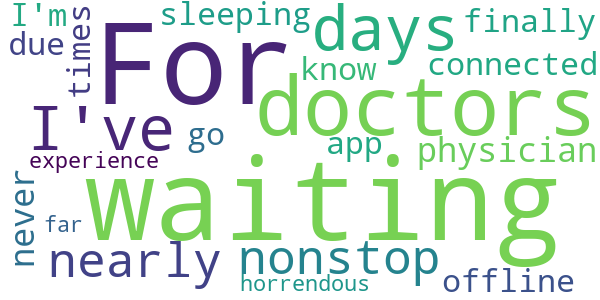 I'm
sleeping
days
finally
due
times
For
know
connected
I've
doctors
go
app
physician
experience
waiting
never
far
nearly
nonstop
horrendous
offline